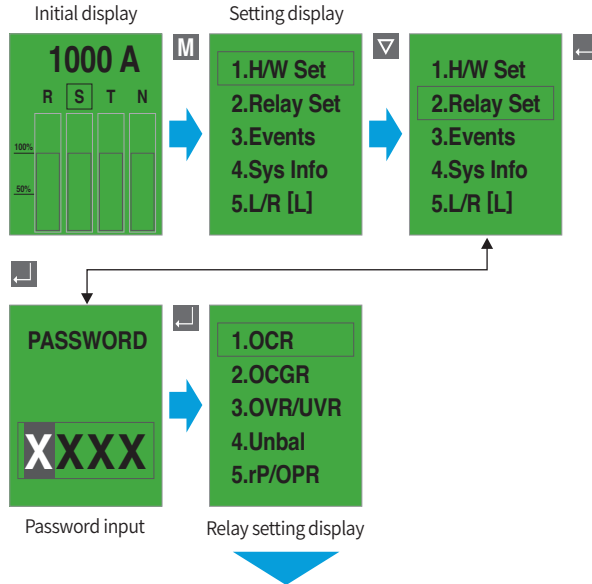 Initial display
Setting display
1000 A
R S T N
100%
50%
M
1.H/W Set
2.Relay Set
3.Events
4.Sys Info
5.L/R [L]
1.H/W Set
2.Relay Set
3.Events
4.Sys Info
5.L/R [L]
PASSWORD
XXXX
Password input
1.OCR
2.OCGR
3.OVR/UVR
4.Unbal
5.rP/OPR
Relay setting display